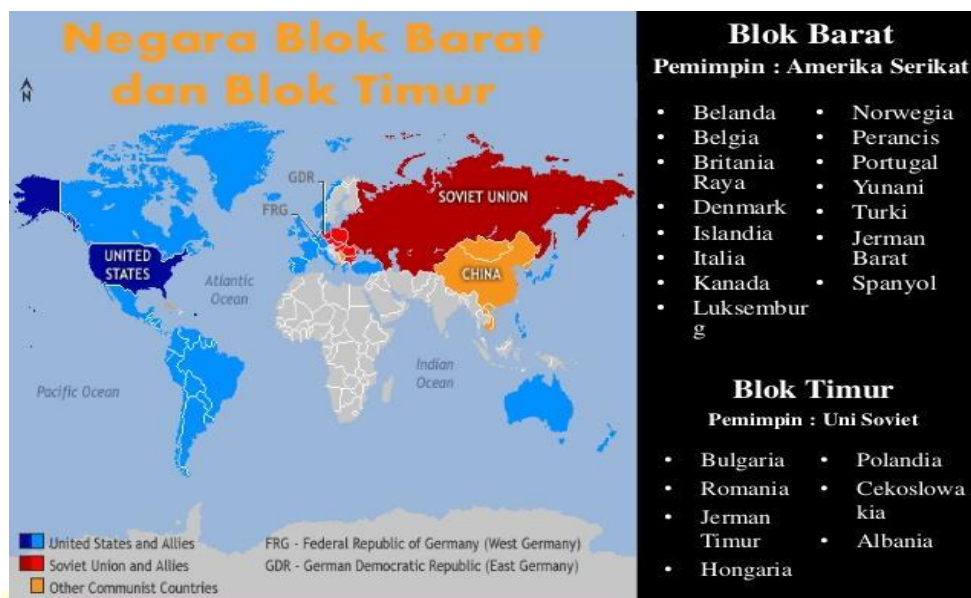 Negara Blok Barat
dan Blok Timur
N
GDR
FRG
SOVIET UNION
UNITED
STATES
CHINA
Atlantic
Ocean
Indian
Ocean
Pacific Ocean
United States and Allies
Soviet Union and Allies
Other Communist Countries
FRG - Federal Republic of Germany (West Germany)
GDR - German Democratic Republic (East Germany)
Blok Barat
Pemimpin : Amerika Serikat
• Belanda
• Belgia
• Britania
Raya
• Denmark
• Islandia
• Italia
• Kanada
• Luksembur
g
• Norwegia
• Perancis
• Portugal
• Yunani
• Turki
• Jerman
Barat
• Spanyol
Blok Timur
Pemimpin : Uni Soviet
• Bulgaria
• Romania
• Jerman
Timur
• Hongaria
• Polandia
• Cekoslowa
kia
• Albania